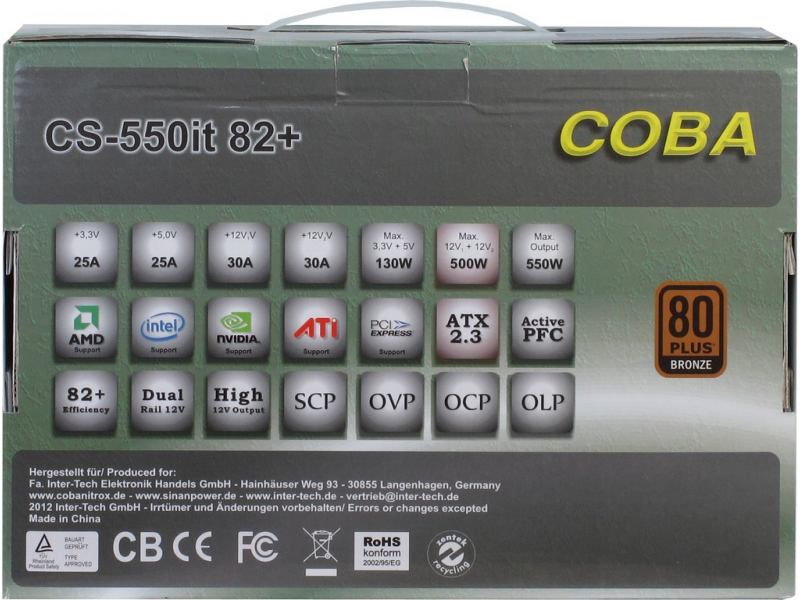 CS-550it 82+
COBA
+3,3V
25A
+5,0V
25A
+12V₁V
30A
+12V₂V
30A
Max.
3,3V + 5V
130W
Max.
12V₁ + 12V₂
500W
Max.
Output
550W
AMD
Support
intel
Support
NVIDIA.
Support
ATi
Support
PCI
EXPRESS
Support
ATX
2.3
Active
PFC
80
PLUS
BRONZE
82+
Efficiency
Dual
Rail 12V
High
12V Output
SCP
OVP
OCP
OLP
Hergestellt für/ Produced for:
Fa. Inter-Tech Elektronik Handels GmbH - Hainhäuser Weg 93 - 30855 Langenhagen, Germany
www.cobanitrox.de - www.sinanpower.de - www.inter-tech.de - vertrieb@inter-tech.de
2012 Inter-Tech GmbH - Irrtümer und Änderungen vorbehalten/ Errors or changes excepted
Made in China
TÜV
Rheinland
Product Safety
BAUART
GEPRÜFT
TYPE
APPROVED
CB CE FC
RoHS
konform
2002/95/EG
zentek
recycling